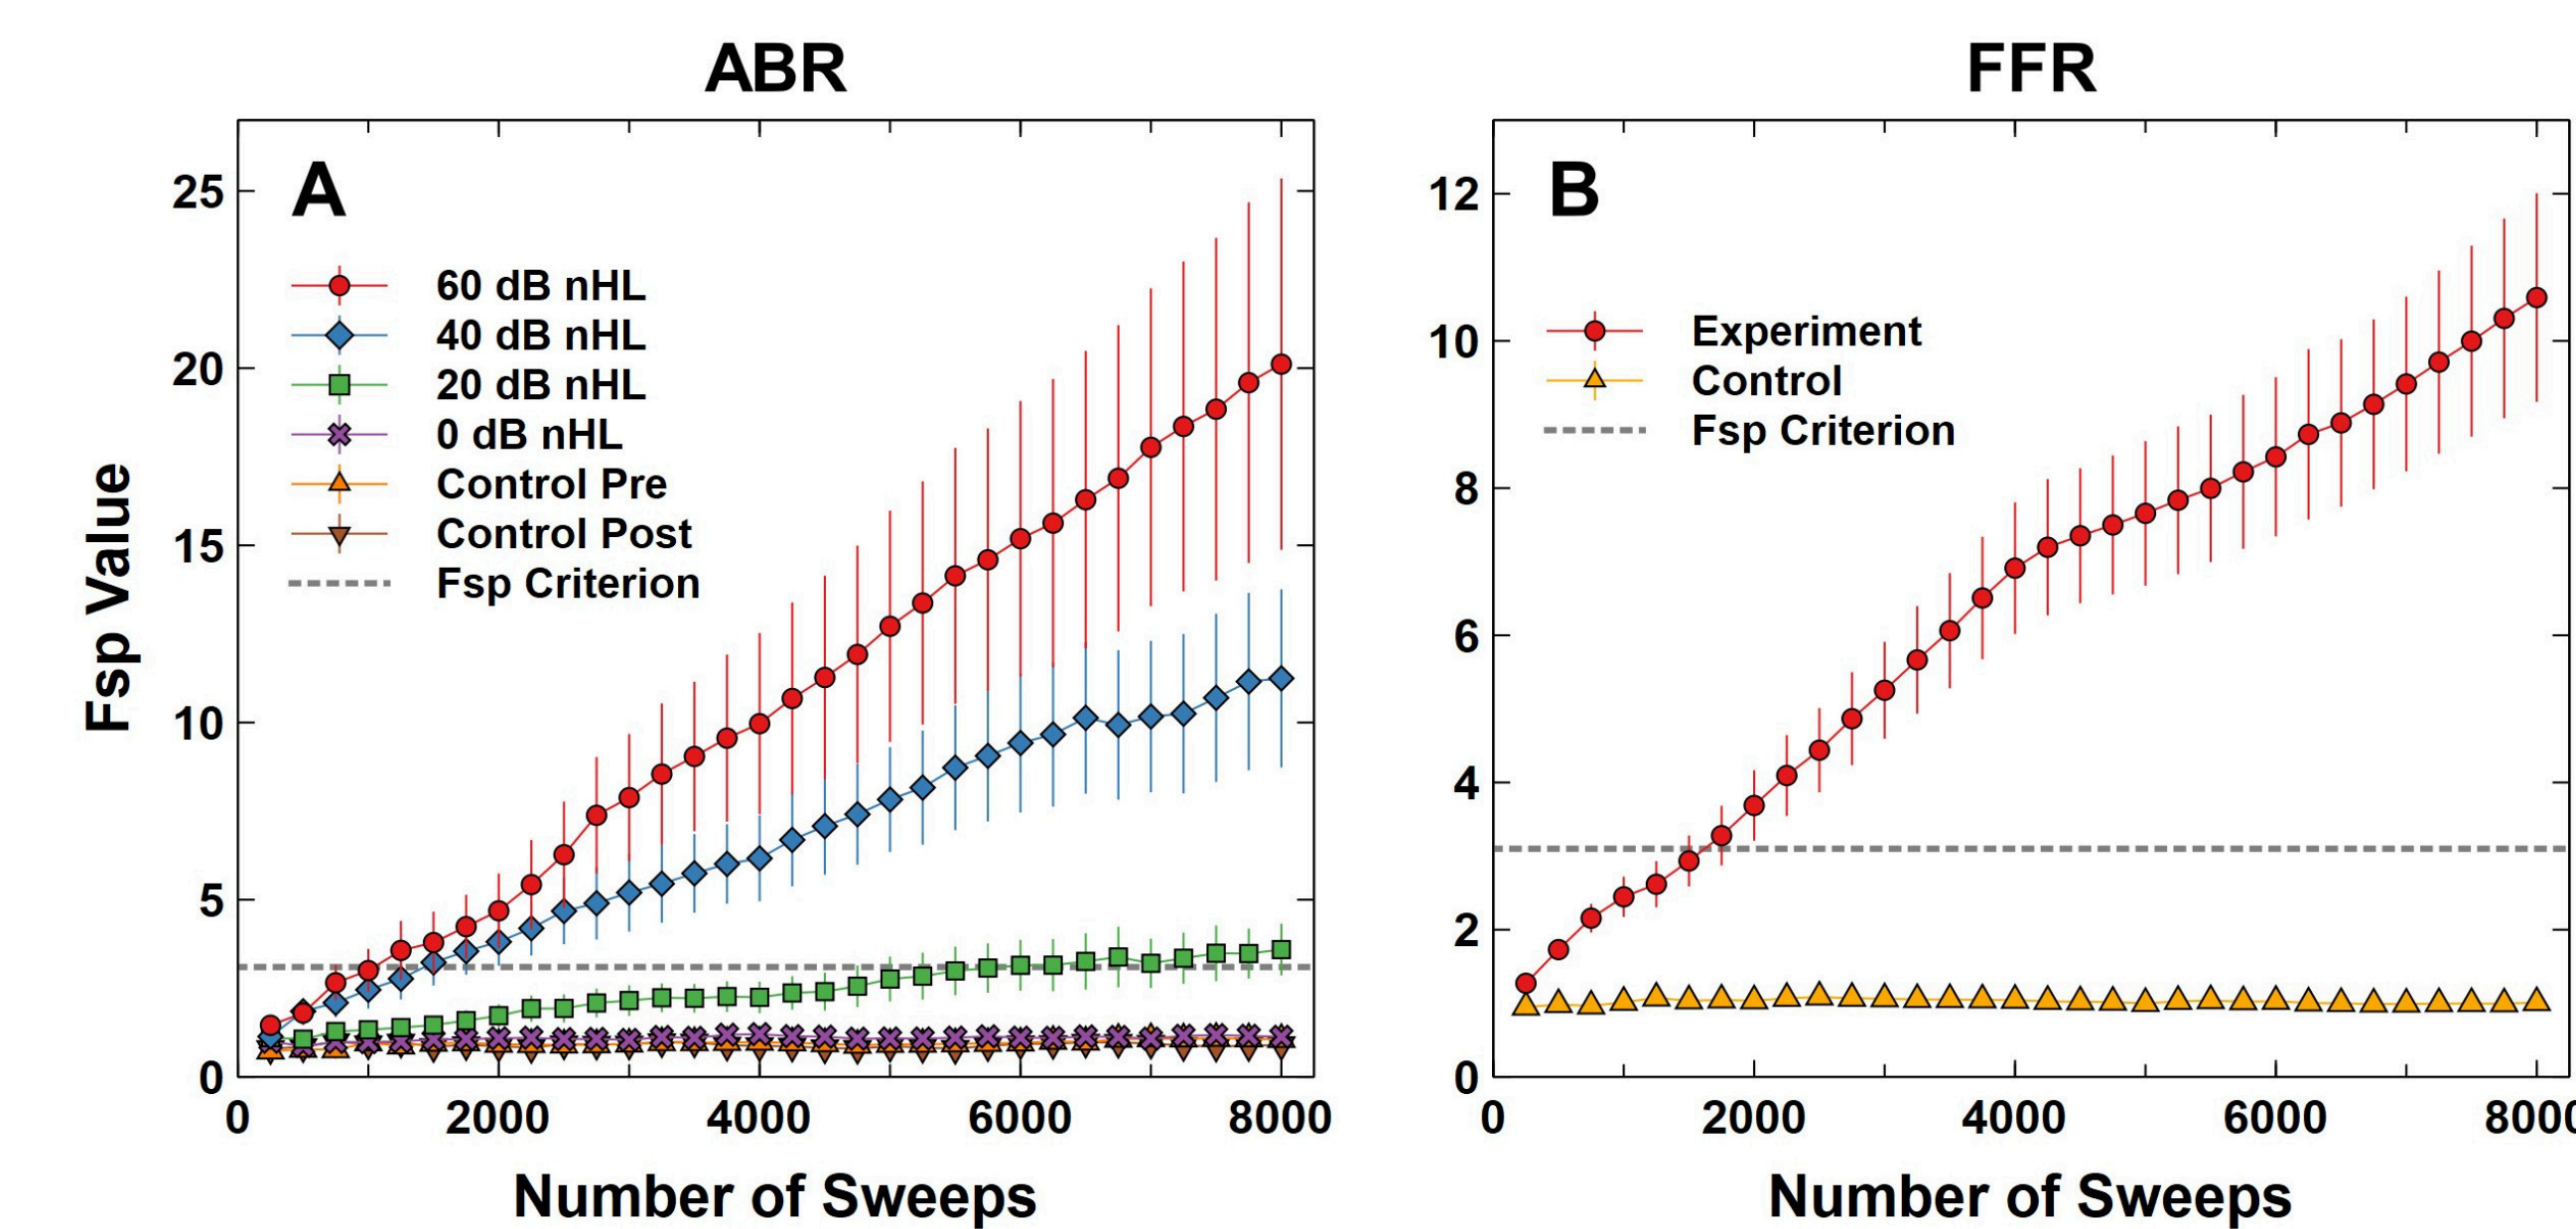 ABR
FFR
A
B
25
20
15
10
5
0
12
10
8
6
4
2
0
60 dB nHL
40 dB nHL
20 dB nHL
0 dB nHL
Control Pre
Control Post
Fsp Criterion
Experiment
Control
Fsp Criterion
Fsp Value
0 2000 4000 6000 8000
0 2000 4000 6000 8000
Number of Sweeps
Number of Sweeps